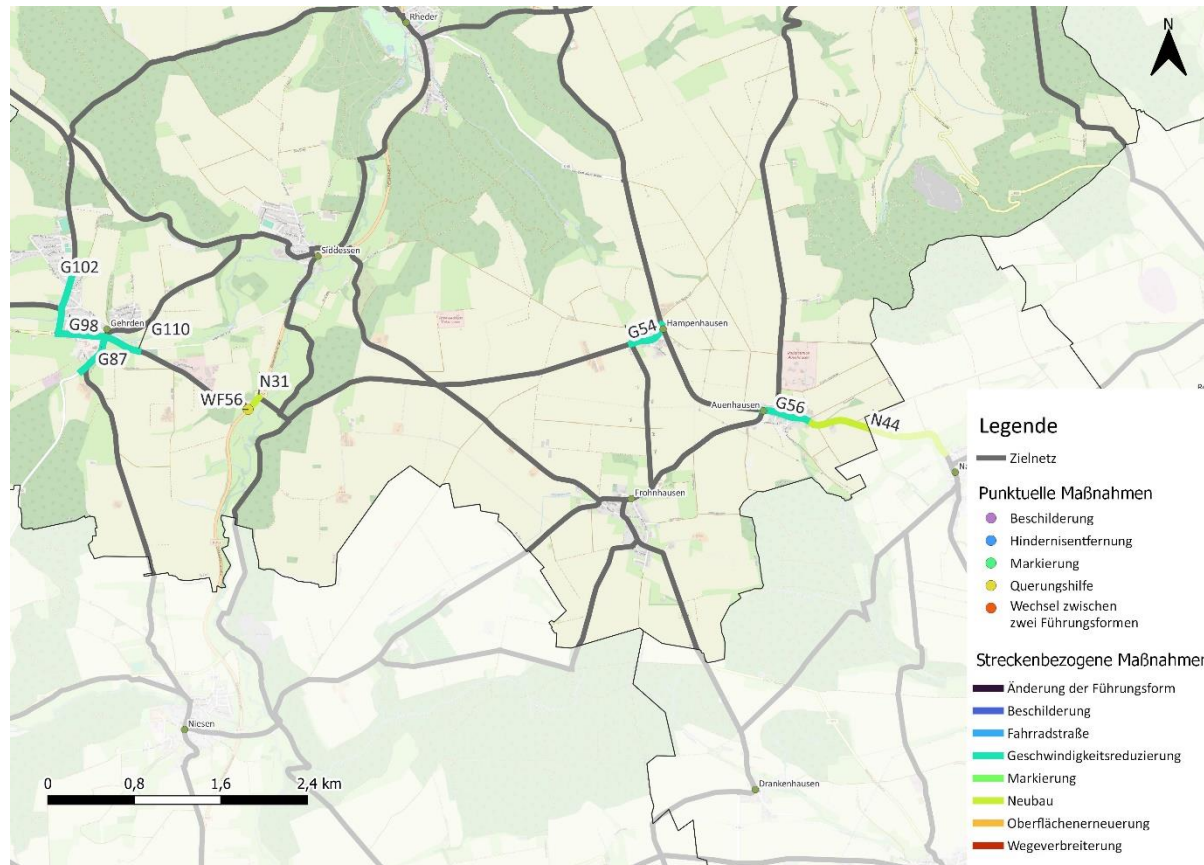 Rheder
N
Siddessen
G102
Gehrden
G98
G110
G87
G54
Hampenhausen
N31
WF56
Auenhausen
G56
N44
Na
Frohnhausen
Niesen
Drankenhausen
0 0,8 1,6 2,4 km
Legende
Zielnetz
Punktuelle Maßnahmen
Beschilderung
Hindernisentfernung
Markierung
Querungshilfe
Wechsel zwischen
zwei Führungsformen
Streckenbezogene Maßnahmen
Änderung der Führungsform
Beschilderung
Fahrradstraße
Geschwindigkeitsreduzierung
Markierung
Neubau
Oberflächenerneuerung
Wegeverbreiterung